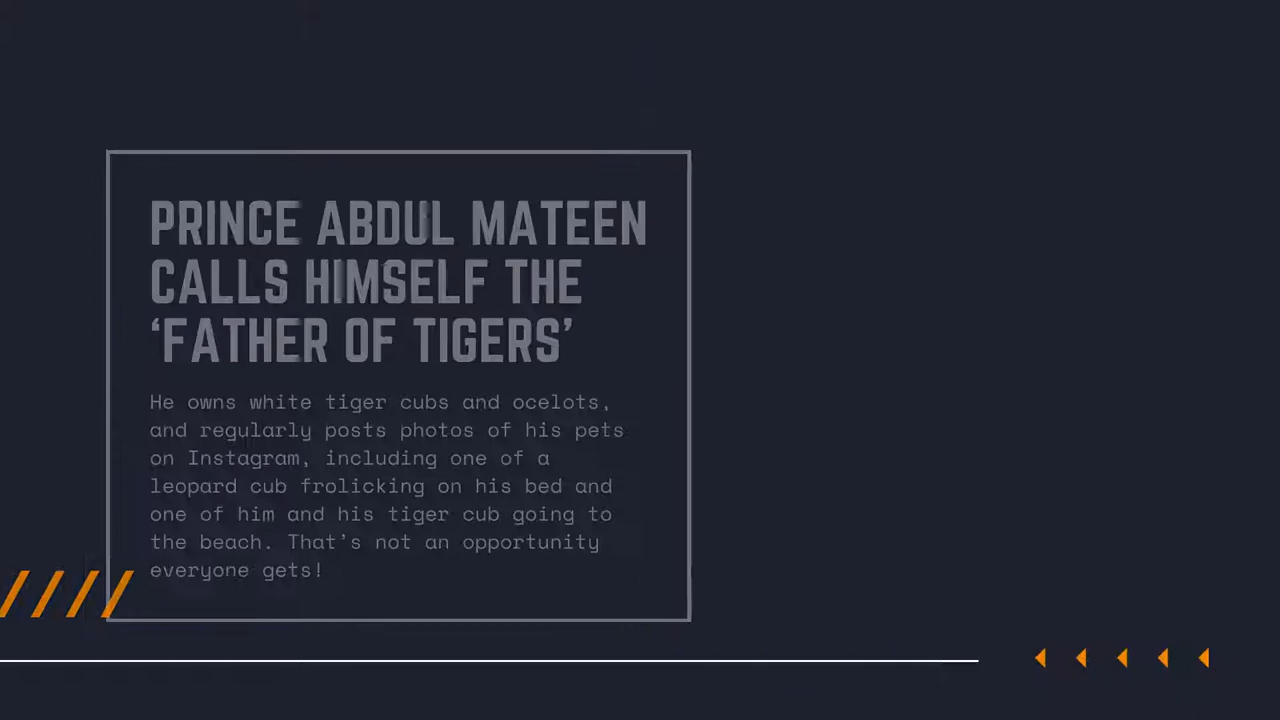 PRINCE ABDUL MATEEN
CALLS HIMSELF THE
‘FATHER OF TIGERS’
He owns white tiger cubs and ocelots,
and regularly posts photos of his pets
on Instagram, including one of a
leopard cub frolicking on his bed and
one of him and his tiger cub going to
the beach. That’s not an opportunity
everyone gets!